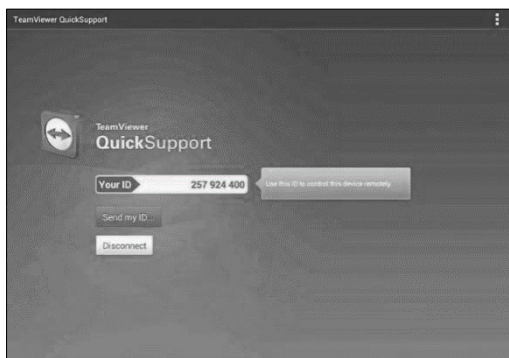 TeamViewer QuickSupport
TeamViewer
QuickSupport
Your ID
257 924 400
Use this ID to control this device remotely.
Send my ID...
Disconnect